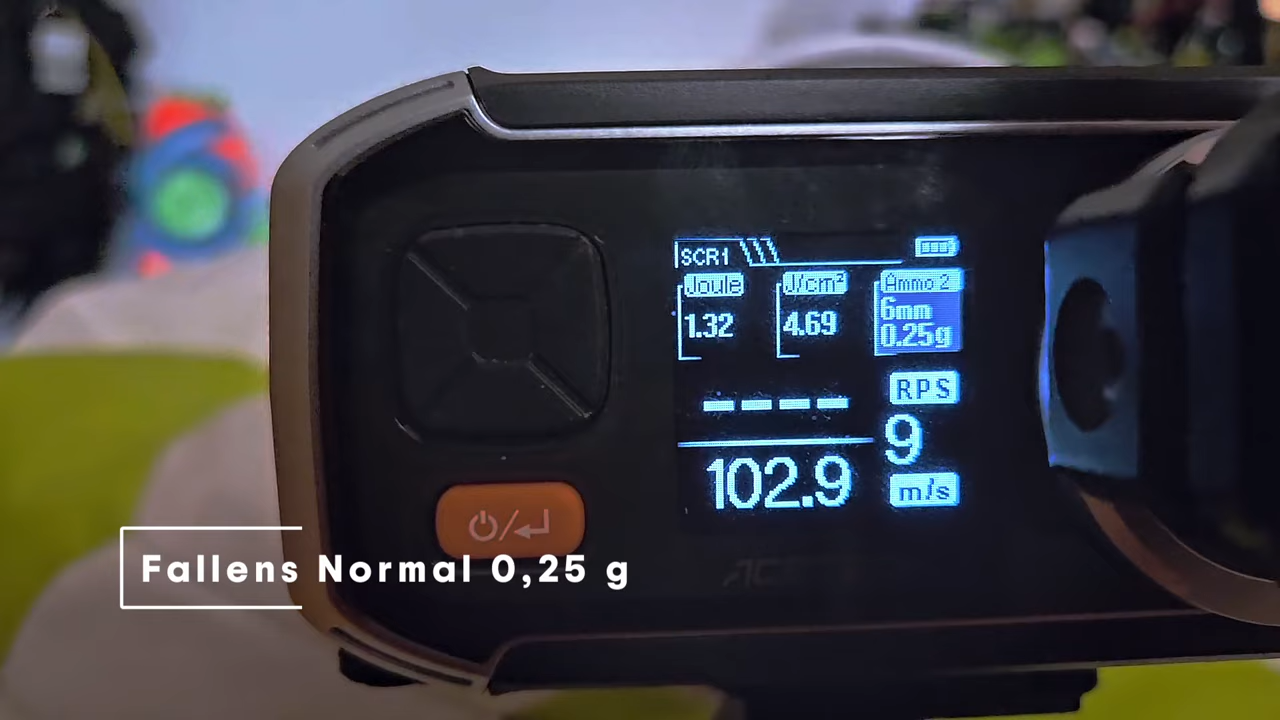 SCR1
Joule
J/cm²
Ammo 2
1.32
4.69
6mm
0.25g
----
RPS
9
102.9
m/s
Fallens Normal 0,25 g